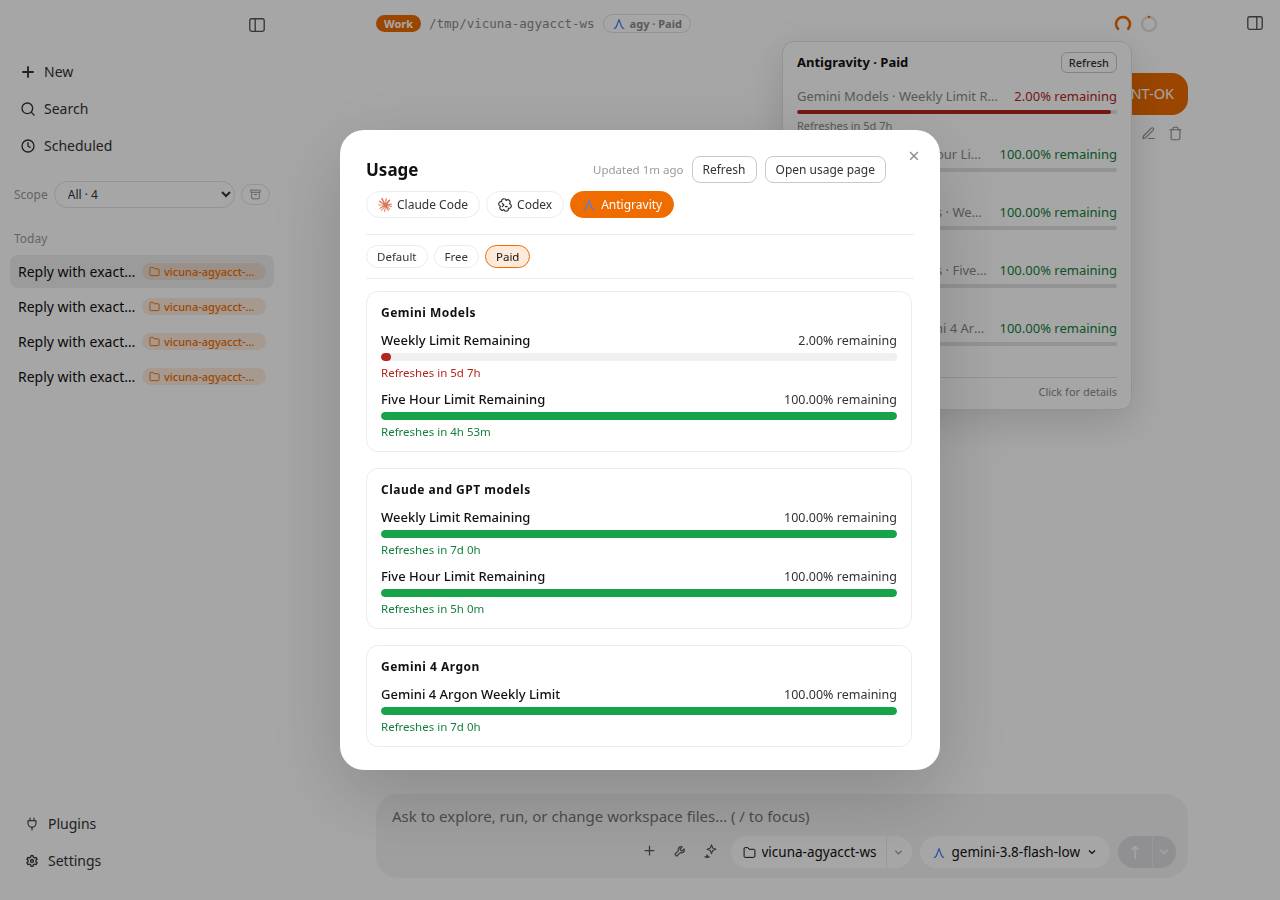 Work /tmp/vicuna-agyacct-ws agy · Paid
New
Search
Scheduled
Scope All · 4
Today
Reply with exact... vicuna-agyacct-...
Reply with exact... vicuna-agyacct-...
Reply with exact... vicuna-agyacct-...
Reply with exact... vicuna-agyacct-...
Plugins
Settings
Antigravity · Paid Refresh
Gemini Models · Weekly Limit R... 2.00% remaining
Refreshes in 5d 7h
our Li... 100.00% remaining
s · We... 100.00% remaining
s · Five... 100.00% remaining
ni 4 Ar... 100.00% remaining
Click for details
NT-OK
Usage Updated 1m ago Refresh Open usage page ×
Claude Code Codex Antigravity
Default Free Paid
Gemini Models
Weekly Limit Remaining 2.00% remaining
Refreshes in 5d 7h
Five Hour Limit Remaining 100.00% remaining
Refreshes in 4h 53m
Claude and GPT models
Weekly Limit Remaining 100.00% remaining
Refreshes in 7d 0h
Five Hour Limit Remaining 100.00% remaining
Refreshes in 5h 0m
Gemini 4 Argon
Gemini 4 Argon Weekly Limit 100.00% remaining
Refreshes in 7d 0h
Ask to explore, run, or change workspace files... ( / to focus)
vicuna-agyacct-ws gemini-3.8-flash-low